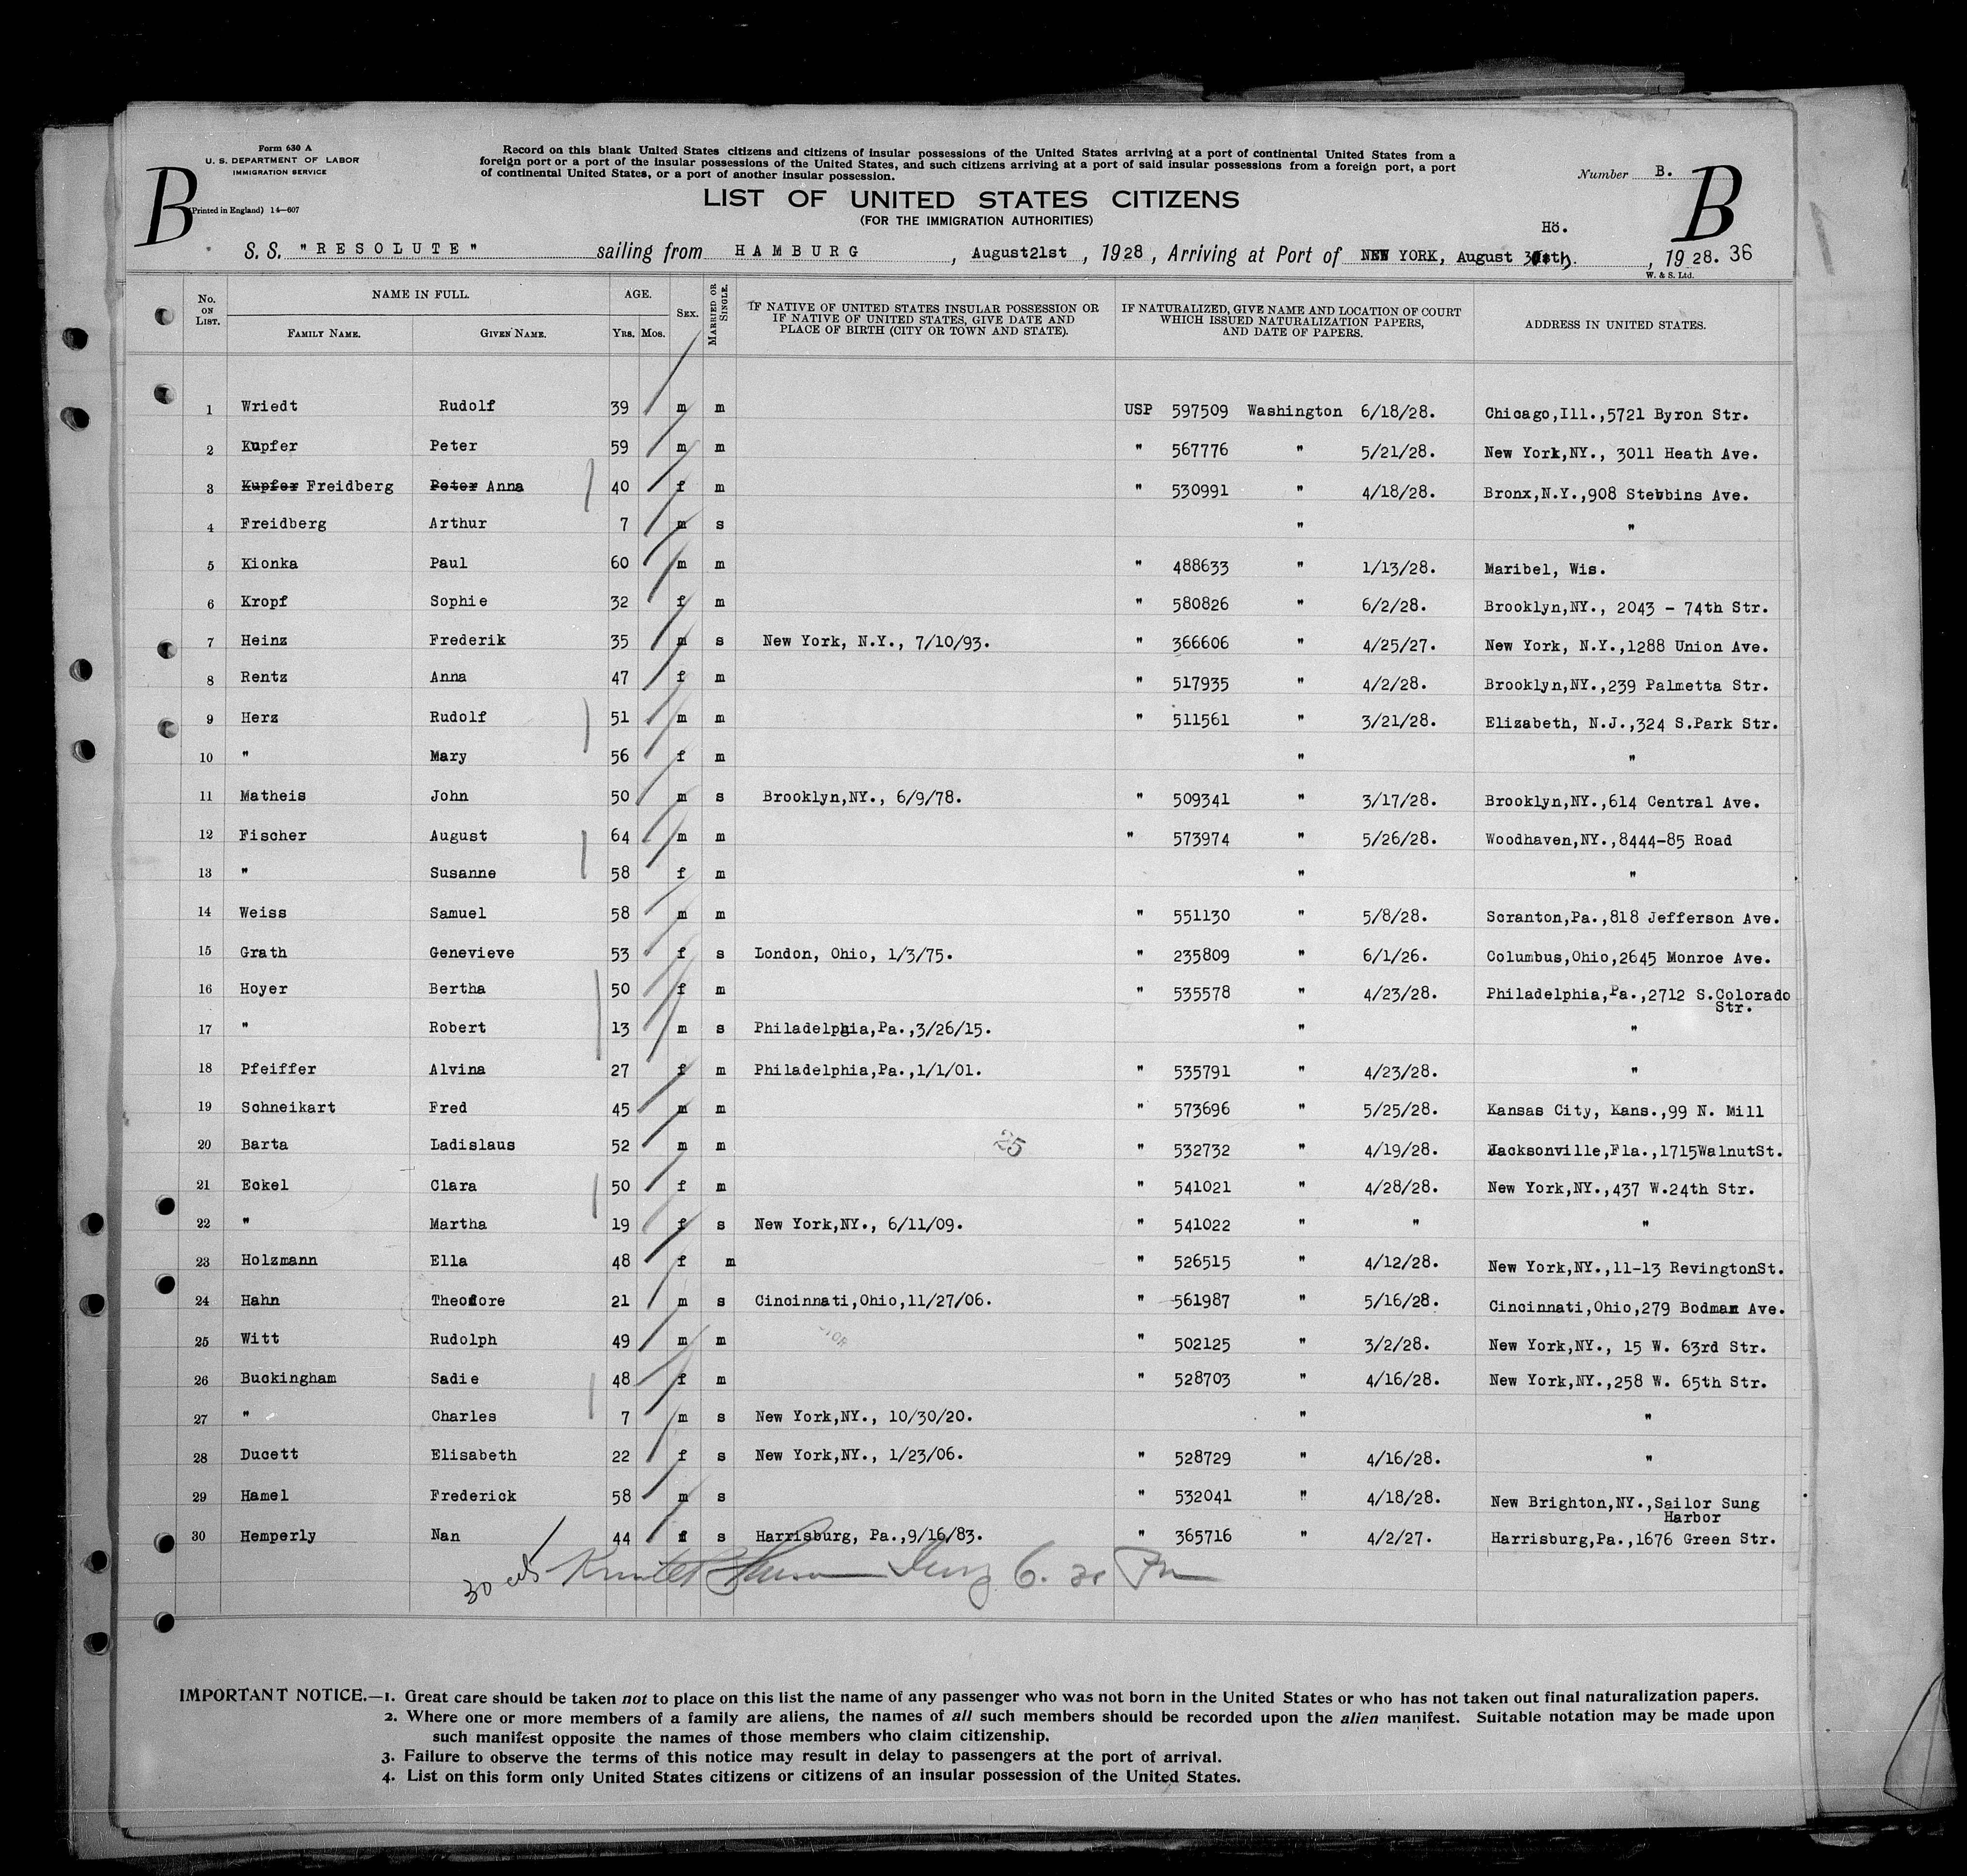 Form 630 A
U. S. DEPARTMENT OF LABOR
IMMIGRATION SERVICE
(Printed in England) 14—607
B
Record on this blank United States citizens and citizens of insular possessions of the United States arriving at a port of continental United States from a
foreign port or a port of the insular possessions of the United States, and such citizens arriving at a port of said insular possessions from a foreign port, a port
of continental United States, or a port of another insular possession.
Number B.
B
LIST OF UNITED STATES CITIZENS
(FOR THE IMMIGRATION AUTHORITIES)
Hö.
S. S. "RESOLUTE" sailing from HAMBURG, August21st, 1928, Arriving at Port of NEW YORK, August th, 1928. 36
W. & S. Ltd.
No. ON LIST. NAME IN FULL. FAMILY NAME. GIVEN NAME. AGE. Yrs. Mos. SEX. MARRIED OR SINGLE. IF NATIVE OF UNITED STATES INSULAR POSSESSION OR IF NATIVE OF UNITED STATES, GIVE DATE AND PLACE OF BIRTH (CITY OR TOWN AND STATE). IF NATURALIZED, GIVE NAME AND LOCATION OF COURT WHICH ISSUED NATURALIZATION PAPERS, AND DATE OF PAPERS. ADDRESS IN UNITED STATES.
1 Wriedt Rudolf 39 m m USP 597509 Washington 6/18/28. Chicago,Ill.,5721 Byron Str.
2 Kupfer Peter 59 m m " 567776 " 5/21/28. New York,NY., 3011 Heath Ave.
3 Kupfer Freidberg Peter Anna 40 f m " 530991 " 4/18/28. Bronx,N.Y.,908 Stebbins Ave.
4 Freidberg Arthur 7 m s " "
5 Kionka Paul 60 m m " 488633 " 1/13/28. Maribel, Wis.
6 Kropf Sophie 32 f m " 580826 " 6/2/28. Brooklyn,NY., 2043 - 74th Str.
7 Heinz Frederik 35 m s New York, N.Y., 7/10/93. " 366606 " 4/25/27. New York, N.Y.,1288 Union Ave.
8 Rentz Anna 47 f m " 517935 " 4/2/28. Brooklyn,NY.,239 Palmetta Str.
9 Herz Rudolf 51 m m " 511561 " 3/21/28. Elizabeth, N.J.,324 S.Park Str.
10 " Mary 56 f m " "
11 Matheis John 50 m s Brooklyn,NY., 6/9/78. " 509341 " 3/17/28. Brooklyn,NY.,614 Central Ave.
12 Fischer August 64 m m " 573974 " 5/26/28. Woodhaven,NY.,8444-85 Road
13 " Susanne 58 f m " "
14 Weiss Samuel 58 m m " 551130 " 5/8/28. Scranton,Pa.,818 Jefferson Ave.
15 Grath Genevieve 53 f s London, Ohio, 1/3/75. " 235809 " 6/1/26. Columbus,Ohio,2645 Monroe Ave.
16 Hoyer Bertha 50 f m " 535578 " 4/23/28. Philadelphia,Pa.,2712 S.Colorado
Str.
17 " Robert 13 m s Philadelphia,Pa.,3/26/15. " "
18 Pfeiffer Alvina 27 f m Philadelphia,Pa.,1/1/01. " 535791 " 4/23/28. "
19 Schneikart Fred 45 m m " 573696 " 5/25/28. Kansas City, Kans.,99 N. Mill
20 Barta Ladislaus 52 m m 25 " 532732 " 4/19/28. Jacksonville,Fla.,1715WalnutSt.
21 Eckel Clara 50 f m " 541021 " 4/28/28. New York,NY.,437 W.24th Str.
22 " Martha 19 f s New York,NY., 6/11/09. " 541022 " " "
23 Holzmann Ella 48 f m " 526515 " 4/12/28. New York,NY.,11-13 RevingtonSt.
24 Hahn Theodore 21 m s Cincinnati,Ohio,11/27/06. " 561987 " 5/16/28. Cincinnati,Ohio,279 Bodman Ave.
25 Witt Rudolph 49 m m " 502125 " 3/2/28. New York,NY., 15 W. 63rd Str.
26 Buckingham Sadie 48 f m " 528703 " 4/16/28. New York,NY.,258 W. 65th Str.
27 " Charles 7 m s New York,NY., 10/30/20. " "
28 Ducett Elisabeth 22 f s New York,NY., 1/23/06. " 528729 " 4/16/28. "
29 Hamel Frederick 58 m s " 532041 " 4/18/28. New Brighton,NY.,Sailor Sung
Harbor
30 Hemperly Nan 44 f s Harrisburg, Pa.,9/16/83. " 365716 " 4/2/27. Harrisburg,Pa.,1676 Green Str.
30
IMPORTANT NOTICE.—1. Great care should be taken not to place on this list the name of any passenger who was not born in the United States or who has not taken out final naturalization papers.
2. Where one or more members of a family are aliens, the names of all such members should be recorded upon the alien manifest. Suitable notation may be made upon
such manifest opposite the names of those members who claim citizenship.
3. Failure to observe the terms of this notice may result in delay to passengers at the port of arrival.
4. List on this form only United States citizens or citizens of an insular possession of the United States.